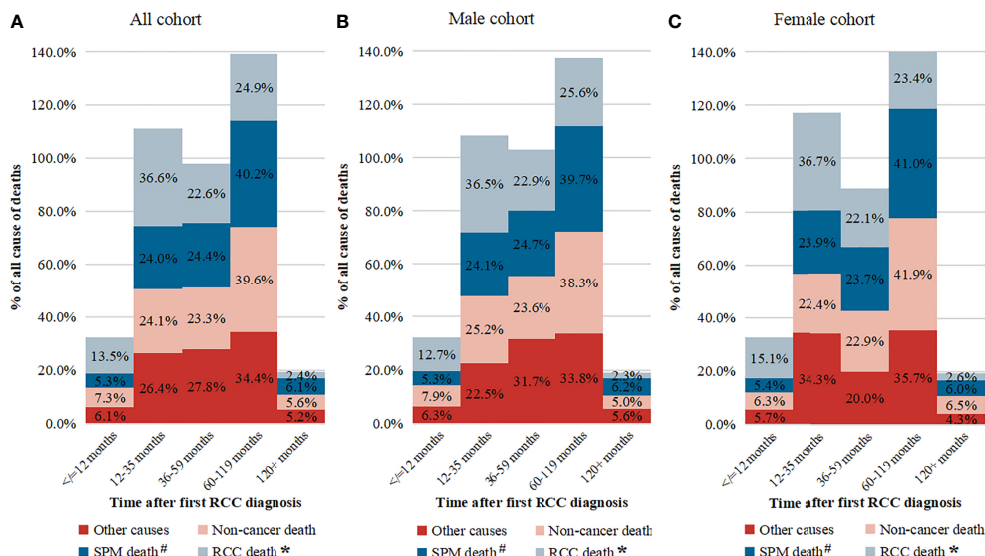 A
All cohort
% of all cause of deaths
140.0%
120.0%
100.0%
80.0%
60.0%
40.0%
20.0%
0.0%
13.5%
5.3%
7.3%
6.1%
36.6%
24.0%
24.1%
26.4%
22.6%
24.4%
23.3%
27.8%
24.9%
40.2%
39.6%
34.4%
2.4%
6.1%
5.6%
5.2%
</=12 months
12-35 months
36-59 months
60-119 months
120+ months
Time after first RCC diagnosis
Other causes
Non-cancer death
SPM death #
RCC death *
B
Male cohort
% of all cause of deaths
140.0%
120.0%
100.0%
80.0%
60.0%
40.0%
20.0%
0.0%
12.7%
5.3%
7.9%
6.3%
36.5%
24.1%
25.2%
22.5%
22.9%
24.7%
23.6%
31.7%
25.6%
39.7%
38.3%
33.8%
2.3%
6.2%
5.0%
5.6%
</=12 months
12-35 months
36-59 months
60-119 months
120+ months
Time after first RCC diagnosis
Other causes
Non-cancer death
SPM death #
RCC death *
C
Female cohort
% of all cause of deaths
140.0%
120.0%
100.0%
80.0%
60.0%
40.0%
20.0%
0.0%
15.1%
5.4%
6.3%
5.7%
36.7%
23.9%
22.4%
34.3%
22.1%
23.7%
22.9%
20.0%
23.4%
41.0%
41.9%
35.7%
2.6%
6.0%
6.5%
4.3%
</=12 months
12-35 months
36-59 months
60-119 months
120+ months
Time after first RCC diagnosis
Other causes
Non-cancer death
SPM death #
RCC death *